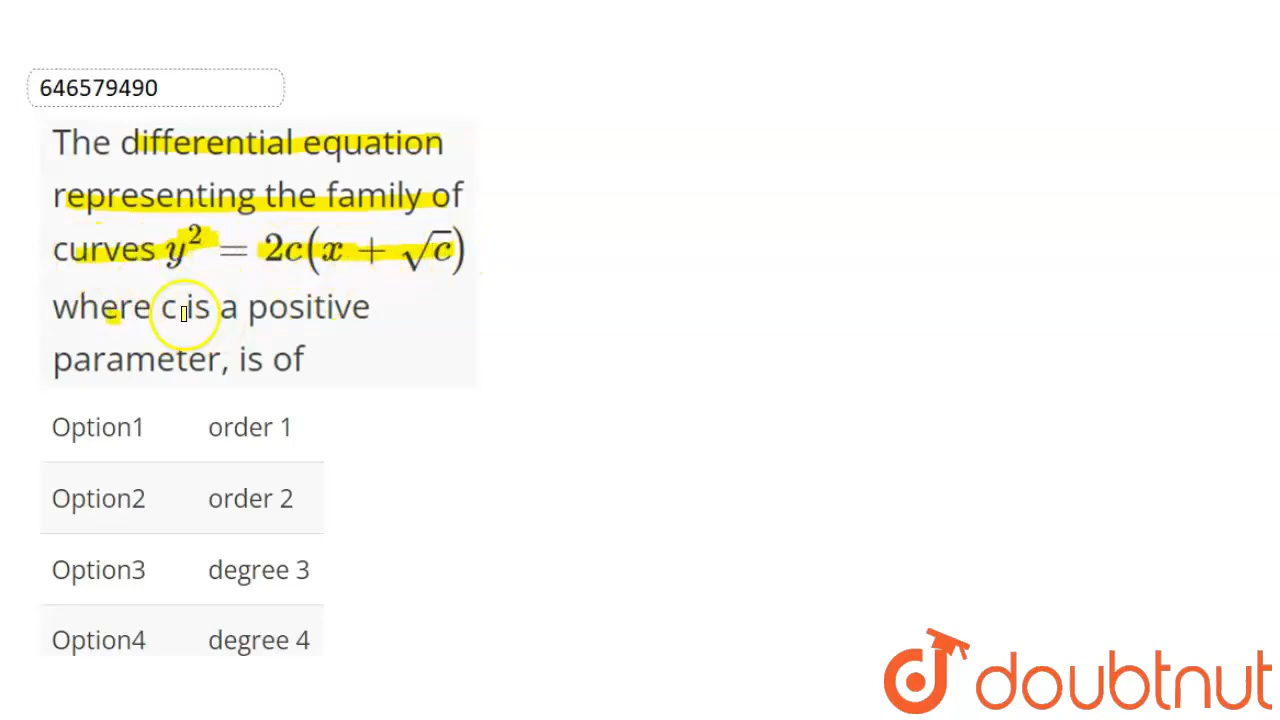 646579490
The differential equation
representing the family of
curves y² = 2c(x + √c)
where c is a positive
parameter, is of
Option1 order 1
Option2 order 2
Option3 degree 3
Option4 degree 4
doubtnut